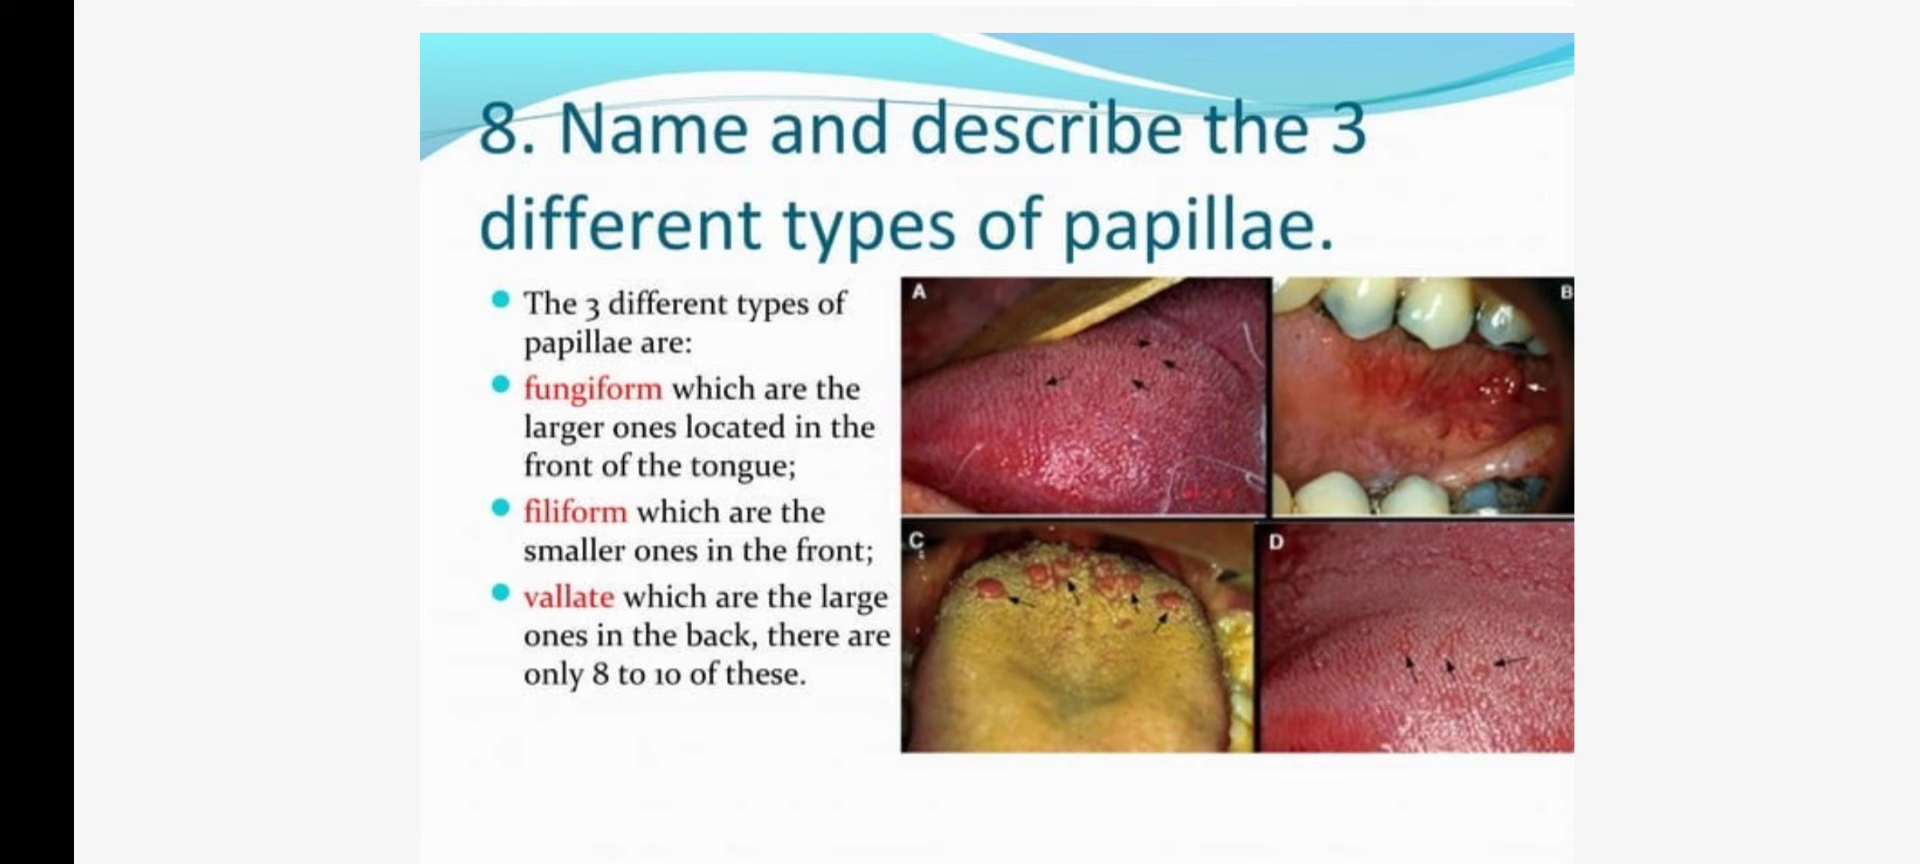 8. Name and describe the 3
different types of papillae.
The 3 different types of
papillae are:
fungiform which are the
larger ones located in the
front of the tongue;
filiform which are the
smaller ones in the front;
vallate which are the large
ones in the back, there are
only 8 to 10 of these.
A
B
C
D